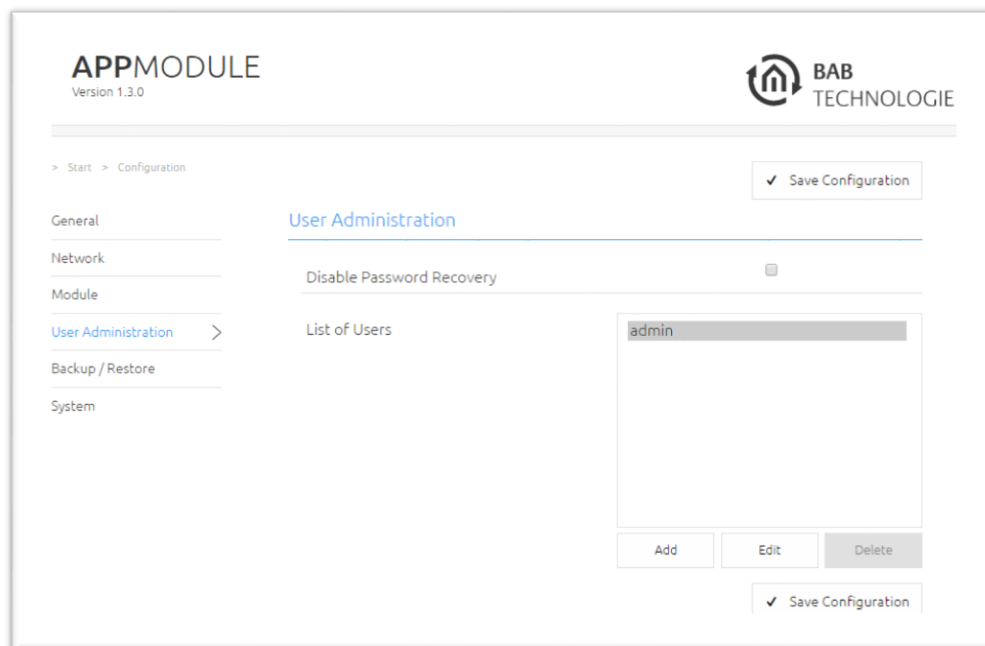 APPMODULE
Version 1.3.0
BAB
TECHNOLOGIE
> Start > Configuration
✔ Save Configuration
General
Network
Module
User Administration
Backup / Restore
System
User Administration
Disable Password Recovery
List of Users
admin
Add
Edit
Delete
✔ Save Configuration